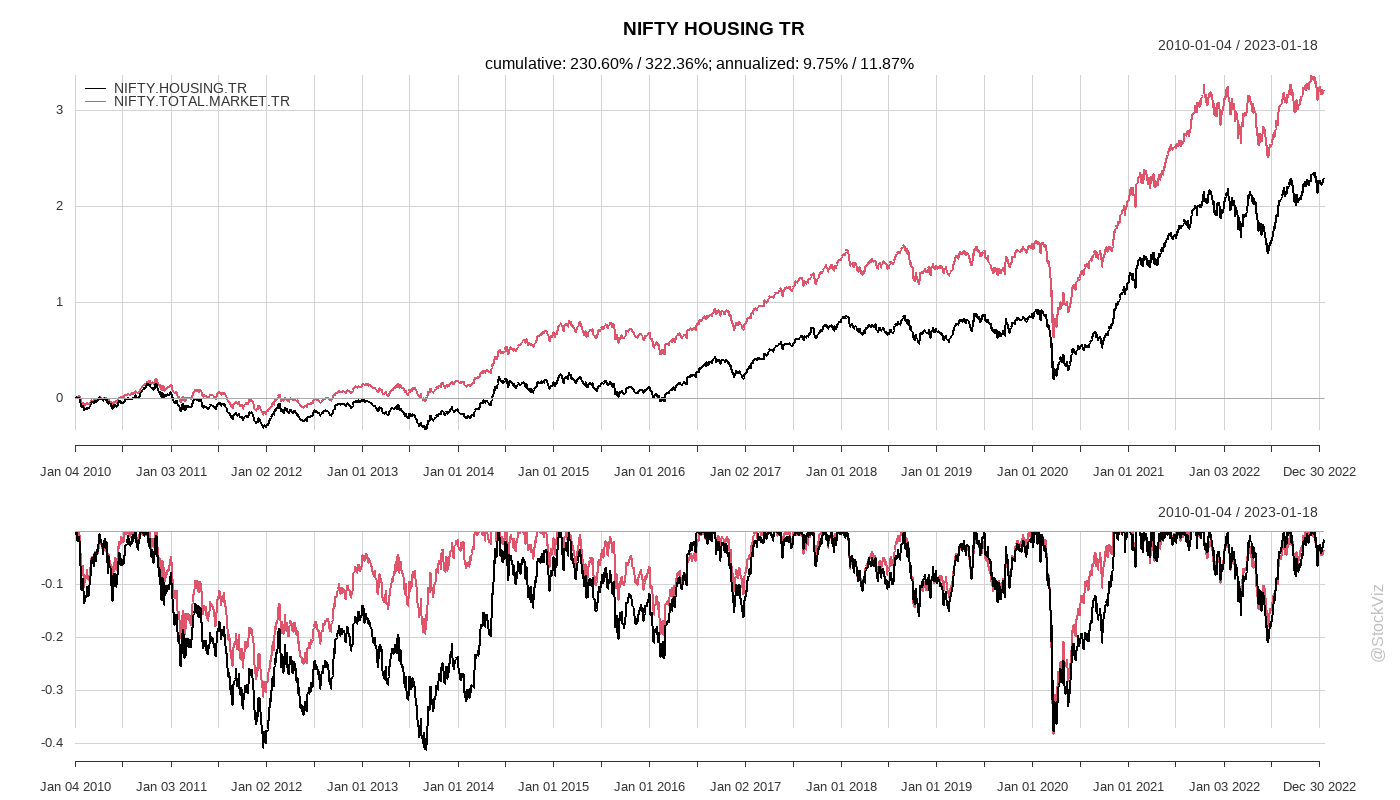 NIFTY HOUSING TR
2010-01-04 / 2023-01-18
cumulative: 230.60% / 322.36%; annualized: 9.75% / 11.87%
NIFTY.HOUSING.TR
NIFTY.TOTAL.MARKET.TR
3
2
1
0
Jan 04 2010 Jan 03 2011 Jan 02 2012 Jan 01 2013 Jan 01 2014 Jan 01 2015 Jan 01 2016 Jan 02 2017 Jan 01 2018 Jan 01 2019 Jan 01 2020 Jan 01 2021 Jan 03 2022 Dec 30 2022
2010-01-04 / 2023-01-18
-0.1
-0.2
-0.3
-0.4
@StockViz
Jan 04 2010 Jan 03 2011 Jan 02 2012 Jan 01 2013 Jan 01 2014 Jan 01 2015 Jan 01 2016 Jan 02 2017 Jan 01 2018 Jan 01 2019 Jan 01 2020 Jan 01 2021 Jan 03 2022 Dec 30 2022